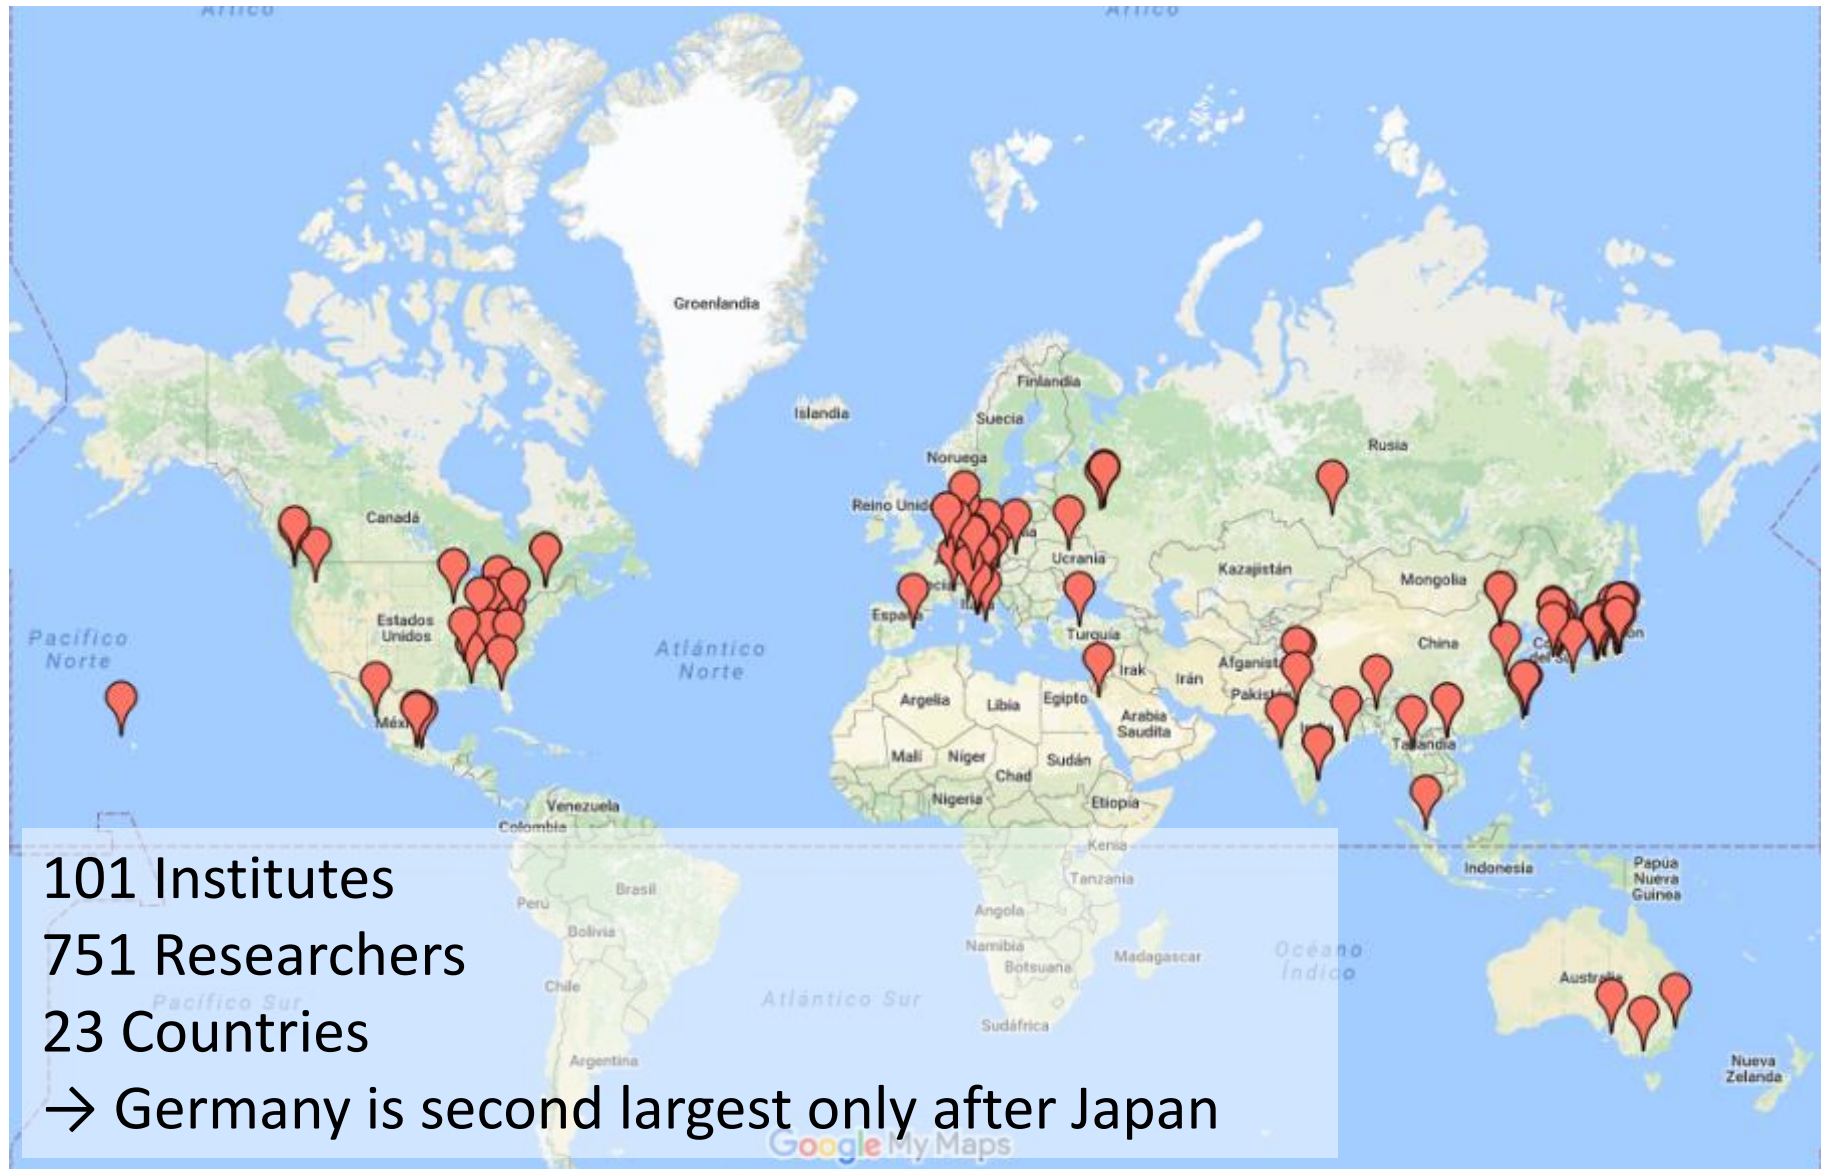 Ártico
Ártico
Groenlandia
Islandia
Finlandia
Suecia
Noruega
Rusia
Reino Unid
Canadá
Ucrania
Kazajistán
Mongolia
Estados
Unidos
España
Turquía
Pacífico
Norte
Atlántico
Norte
China
Afganist
Irak
Irán
Pakist
Argelia
Libia
Egipto
Arabia
Saudita
Méxi
Tailandia
Malí
Níger
Sudán
Chad
Nigeria
Etiopía
Venezuela
Colombia
Kenia
Tanzania
Indonesia
Papúa
Nueva
Guinea
Brasil
Perú
Angola
Bolivia
Namibia
Botsuana
Madagascar
Océano
Índico
Australia
Chile
Pacífico Sur
Atlántico Sur
Sudáfrica
Argentina
Nueva
Zelanda
101 Institutes
751 Researchers
23 Countries
→ Germany is second largest only after Japan
Google My Maps